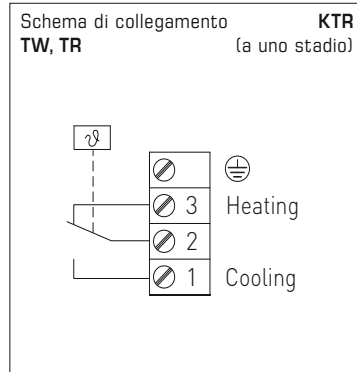 Schema di collegamento KTR
TW, TR (a uno stadio)
ϑ
3 Heating
2
1 Cooling